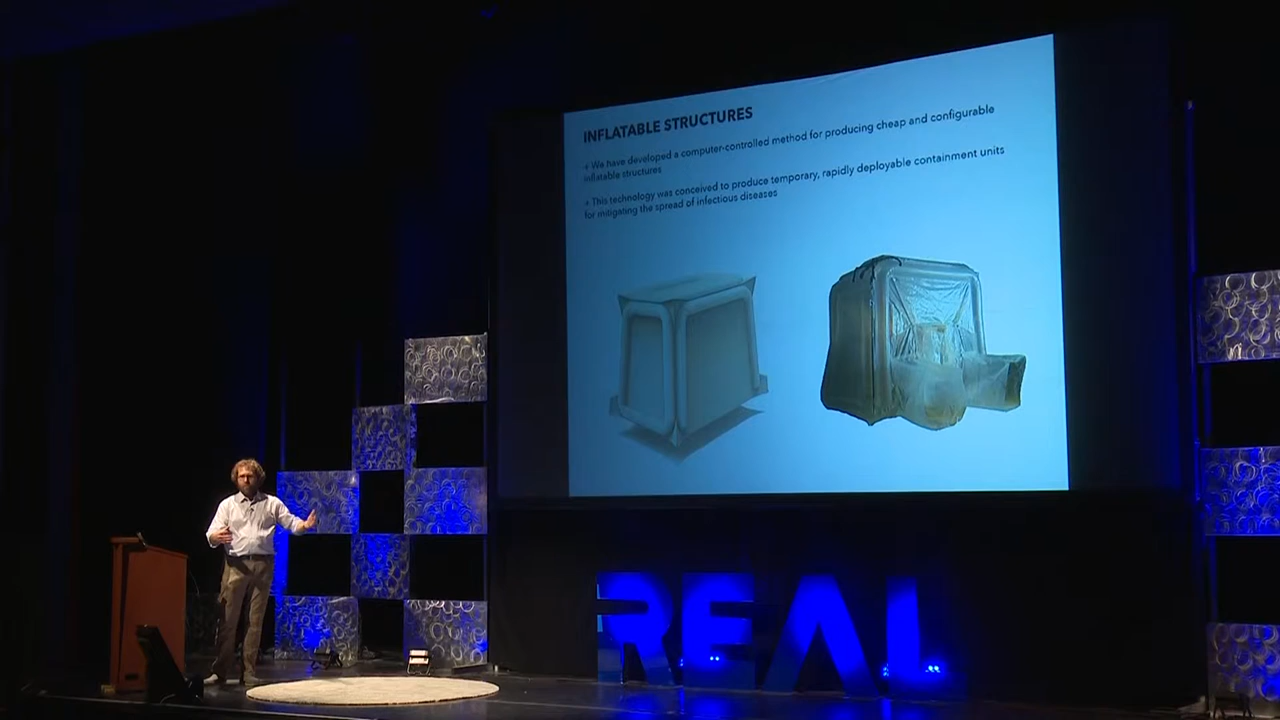 INFLATABLE STRUCTURES
+ We have developed a computer-controlled method for producing cheap and configurable
inflatable structures
+ This technology was conceived to produce temporary, rapidly deployable containment units
for mitigating the spread of infectious diseases
REAL